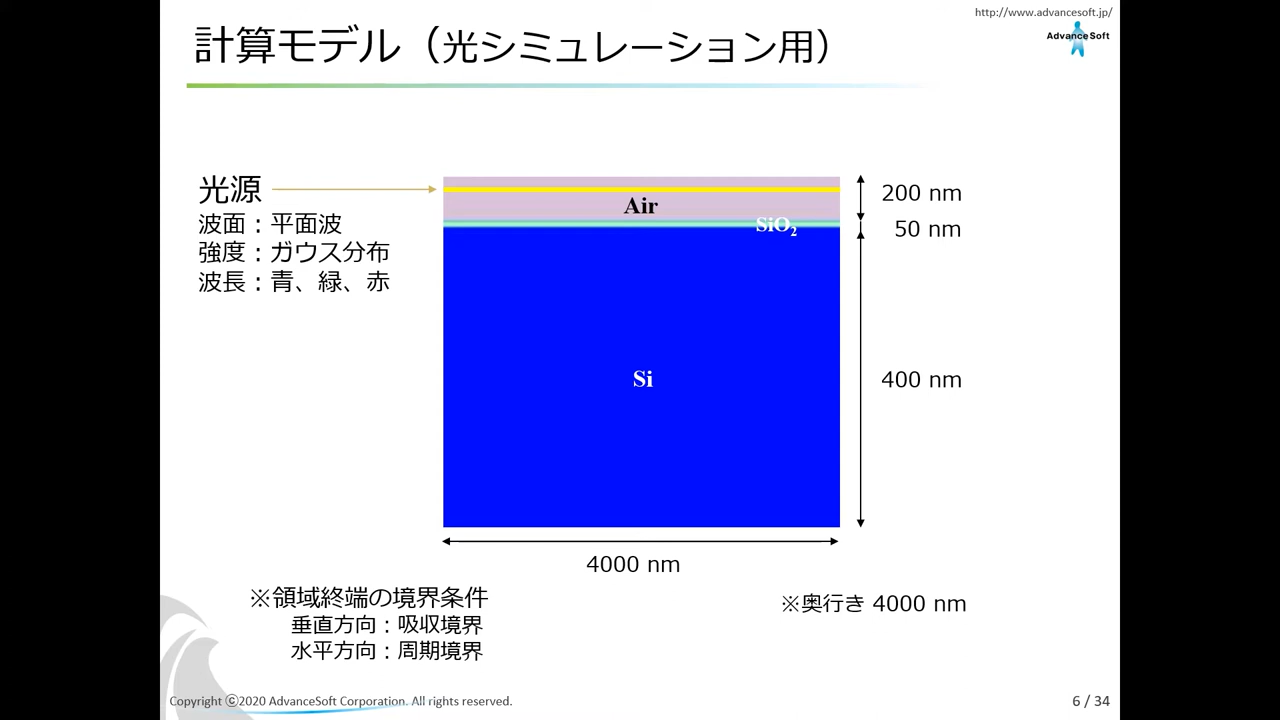 http://www.advancesoft.jp/
AdvanceSoft
計算モデル（光シミュレーション用）
光源
波面：平面波
強度：ガウス分布
波長：青、緑、赤
Air
SiO2
Si
200 nm
50 nm
400 nm
4000 nm
※領域終端の境界条件
垂直方向：吸収境界
水平方向：周期境界
※奥行き 4000 nm
Copyright ⓒ2020 AdvanceSoft Corporation. All rights reserved.
6 / 34